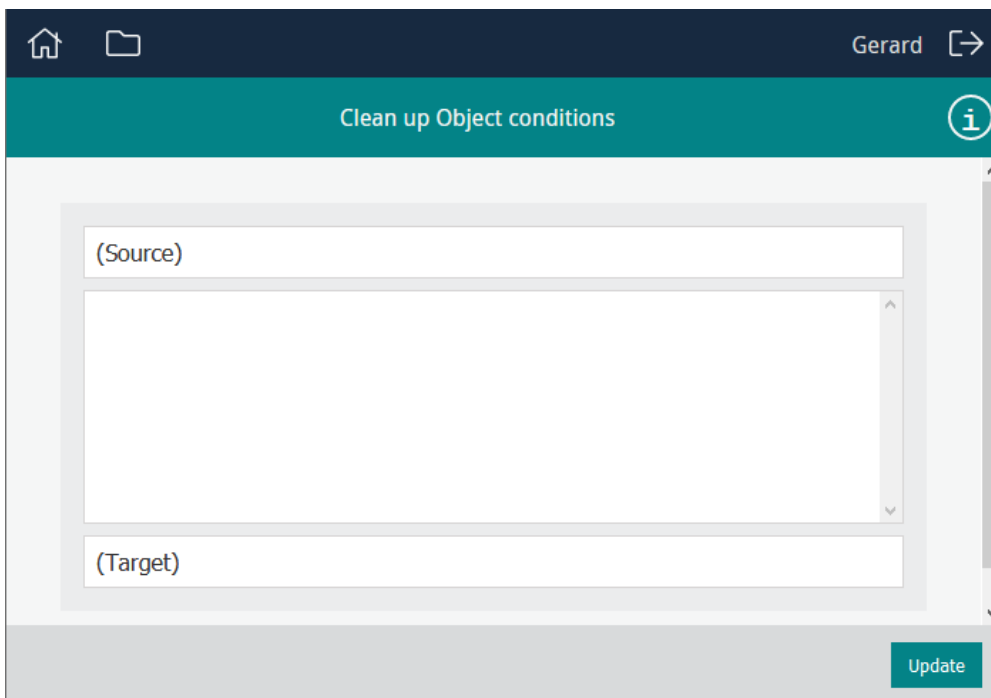 Gerard
Clean up Object conditions
i
(Source)
(Target)
Update